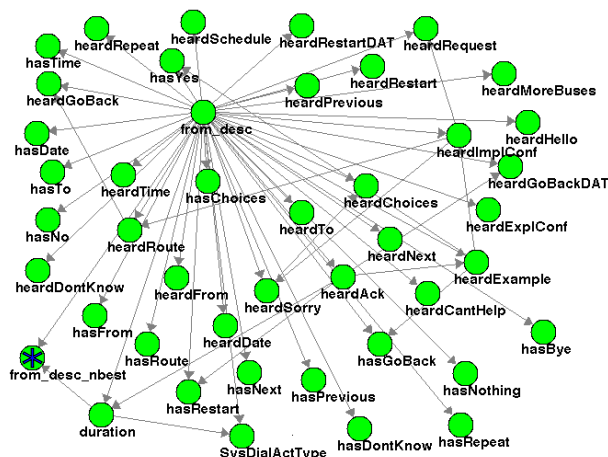 heardRepeat
heardSchedule
heardRestartDAT
heardRequest
hasTime
hasYes
heardRestart
heardMoreBuses
heardGoBack
heardPrevious
from_desc
heardHello
hasDate
heardImplConf
heardGoBackDAT
hasTo
heardTime
hasChoices
heardChoices
hasNo
heardRoute
heardTo
heardNext
heardExplConf
heardDontKnow
heardFrom
heardSorry
heardAck
heardExample
hasFrom
heardDate
heardCantHelp
hasBye
from_desc_nbest
hasRoute
hasGoBack
hasRestart
hasNext
hasPrevious
hasNothing
duration
SysDialActType
hasDontKnow
hasRepeat